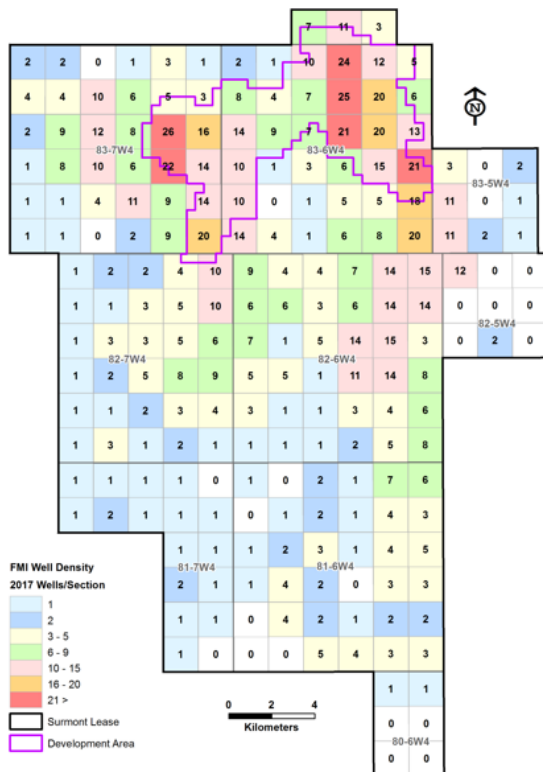 7 11 3
2 2 0 1 3 1 2 1 10 24 12 5
4 4 10 6 5 3 8 4 7 25 20 6
N
2 9 12 8 26 16 14 9 7 21 20 13
83-7W4 83-6W4
1 8 10 6 22 14 10 1 3 6 15 21 3 0 2
83-5W4
1 1 4 11 9 14 10 0 1 5 5 18 11 0 1
1 1 0 2 9 20 14 4 1 6 8 20 11 2 1
1 2 2 4 10 9 4 4 7 14 15 12 0 0
1 1 3 5 10 6 6 3 6 14 14 0 0 0
82-5W4
1 3 3 5 6 7 1 5 14 15 3 0 2 0
82-7W4 82-6W4
1 2 5 8 9 5 5 1 11 14 8
1 1 2 3 4 3 1 1 3 4 6
1 3 1 2 1 1 1 1 2 5 8
1 1 1 1 0 1 0 2 1 7 6
1 2 1 1 1 0 1 2 1 4 3
1 1 1 2 3 1 4 5
81-7W4 81-6W4
2 1 1 4 2 0 3 3
1 1 0 4 2 1 2 2
1 0 0 0 5 4 3 3
1 1
0 0
80-6W4
0 0
FMI Well Density
2017 Wells/Section
1
2
3 - 5
6 - 9
10 - 15
16 - 20
21 >
Surmont Lease
Development Area
0 2 4
Kilometers